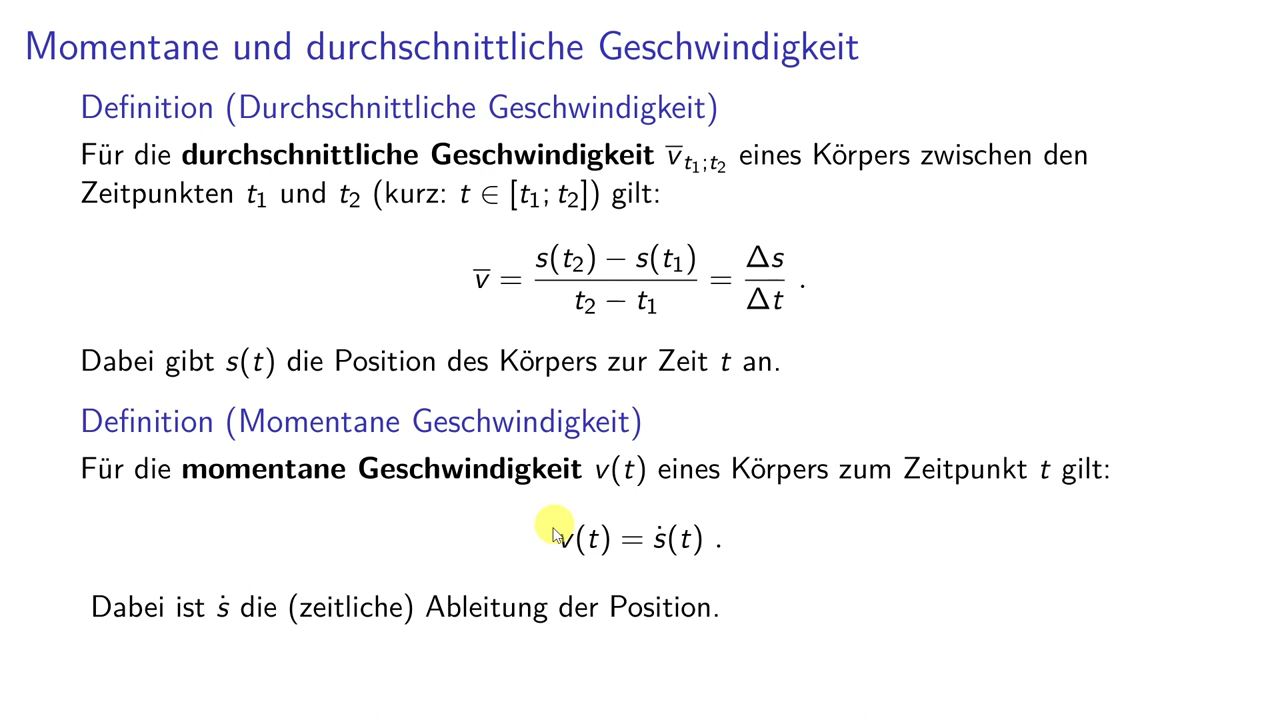 Momentane und durchschnittliche Geschwindigkeit
Definition (Durchschnittliche Geschwindigkeit)
Für die durchschnittliche Geschwindigkeit v̅ₜ₁;ₜ₂ eines Körpers zwischen den
Zeitpunkten t₁ und t₂ (kurz: t ∈ [t₁; t₂]) gilt:
v̅ = (s(t₂) − s(t₁))/(t₂ − t₁) = Δs/Δt .
Dabei gibt s(t) die Position des Körpers zur Zeit t an.
Definition (Momentane Geschwindigkeit)
Für die momentane Geschwindigkeit v(t) eines Körpers zum Zeitpunkt t gilt:
v(t) = ṡ(t) .
Dabei ist ṡ die (zeitliche) Ableitung der Position.